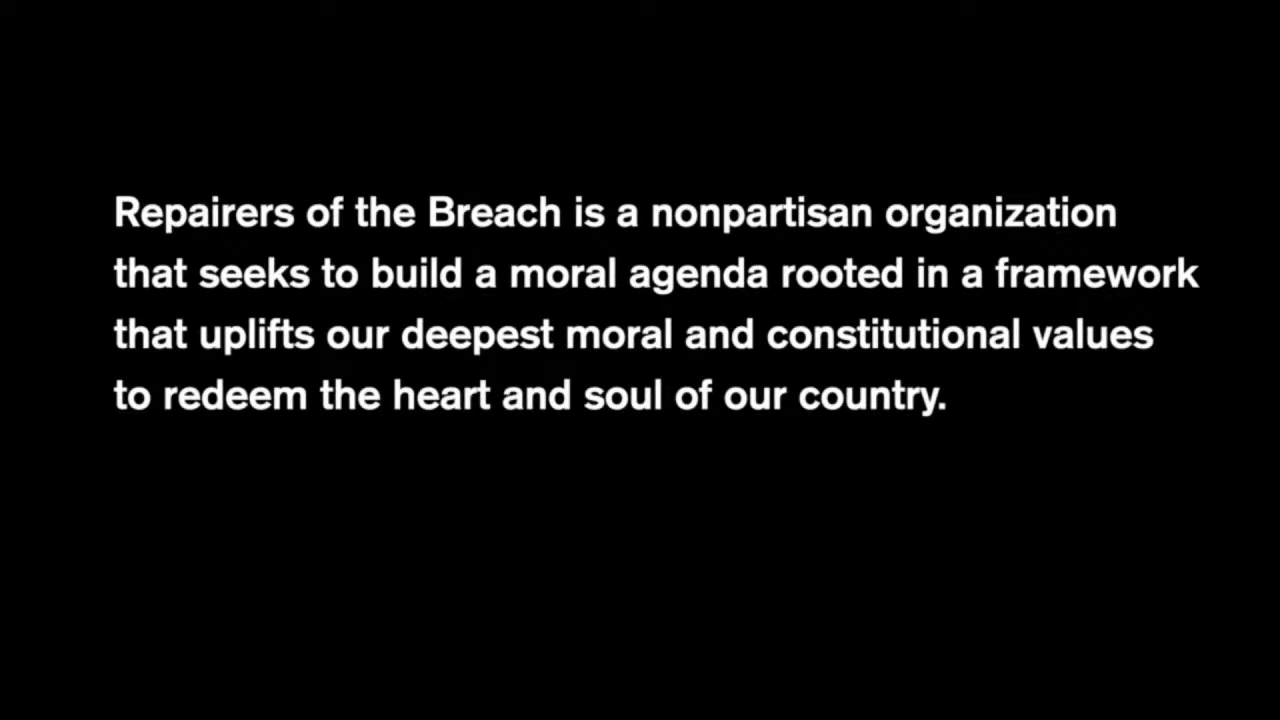 Repairers of the Breach is a nonpartisan organization
that seeks to build a moral agenda rooted in a framework
that uplifts our deepest moral and constitutional values
to redeem the heart and soul of our country.